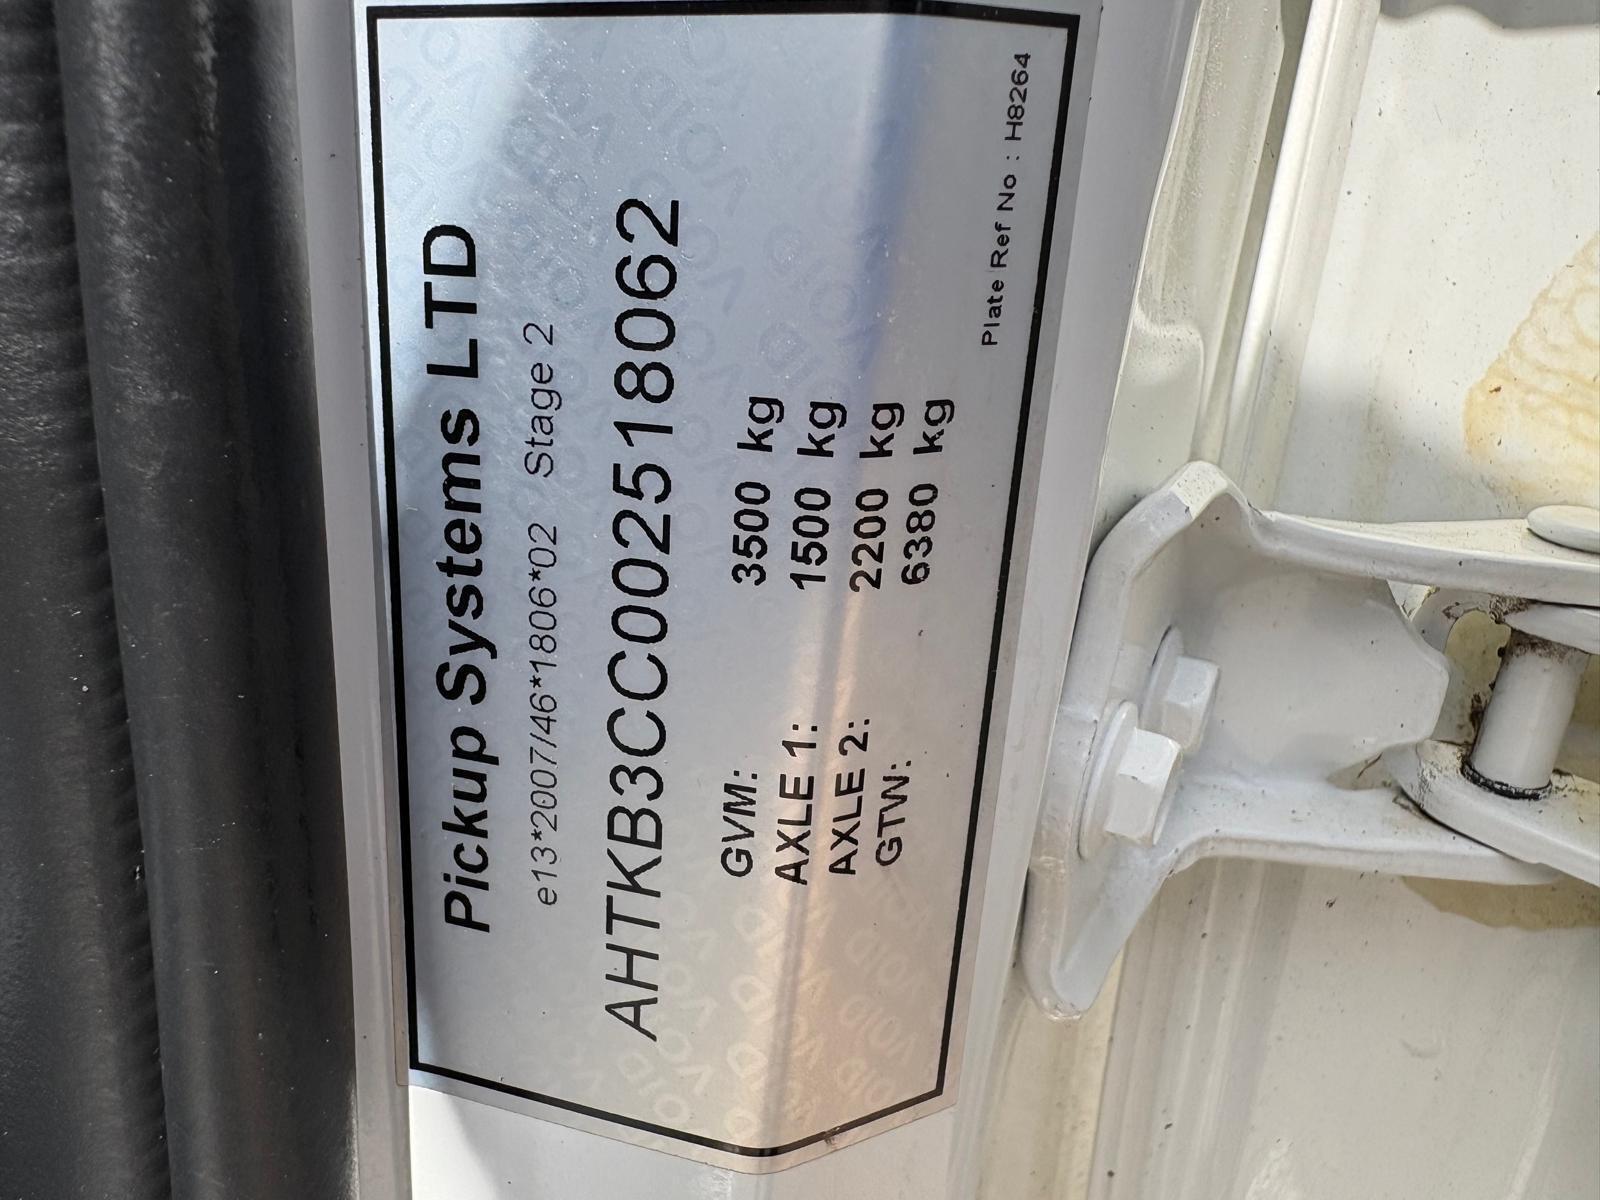 Pickup Systems LTD
e13*2007/46*1806*02 Stage 2
AHTKB3CC002518062
GVM: 3500 kg
AXLE 1: 1500 kg
AXLE 2: 2200 kg
GTW: 6380 kg
Plate Ref No : H8264